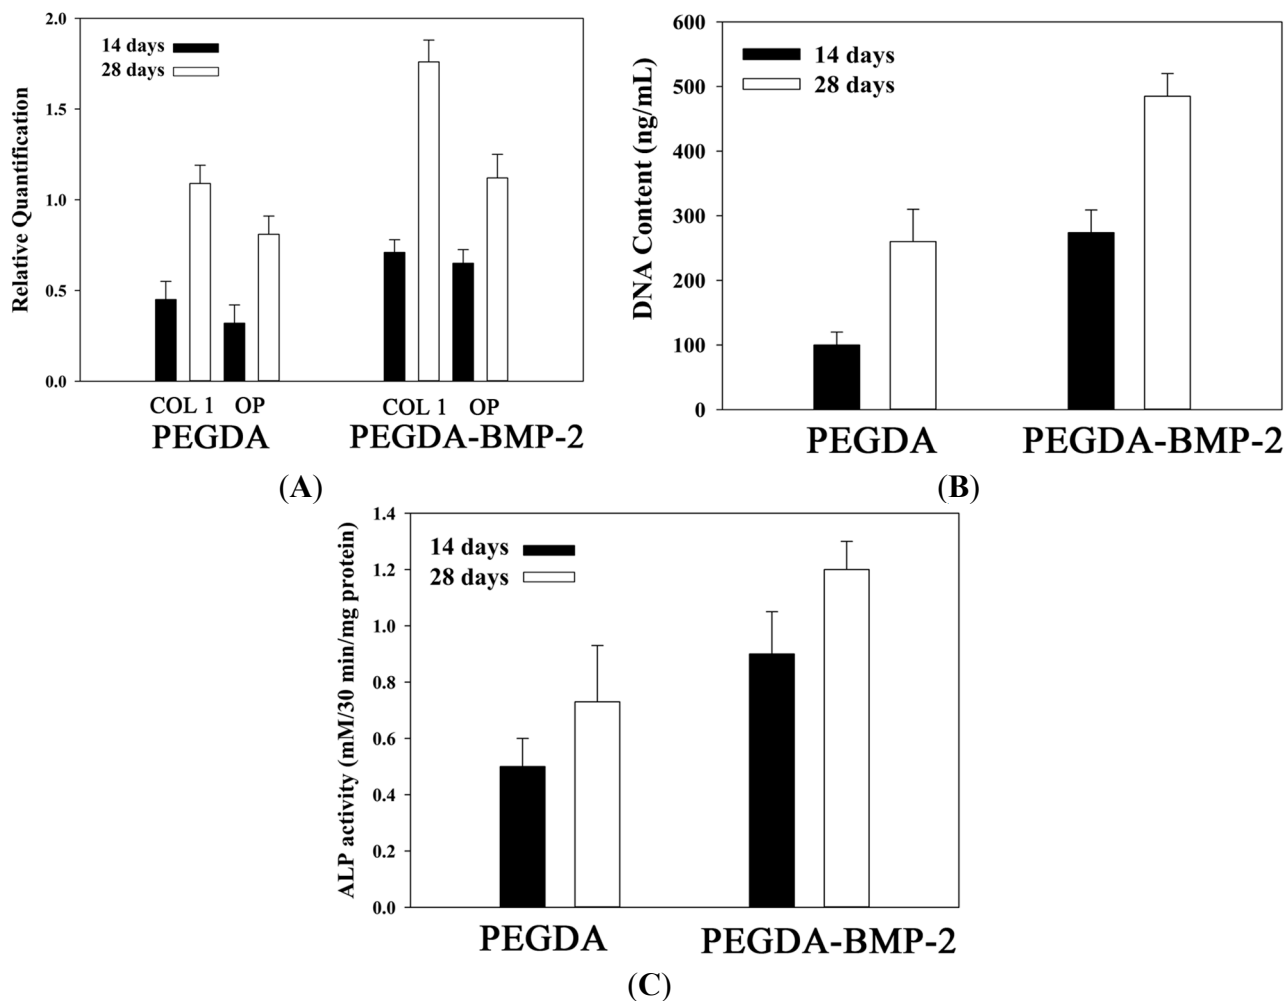 2.0
1.5
1.0
0.5
0.0
Relative Quantification
14 days
28 days
COL 1 OP COL 1 OP
PEGDA PEGDA-BMP-2
(A)
600
500
400
300
200
100
0
DNA Content (ng/mL)
14 days
28 days
PEGDA PEGDA-BMP-2
(B)
1.4
1.2
1.0
0.8
0.6
0.4
0.2
0.0
ALP activity (mM/30 min/mg protein)
14 days
28 days
PEGDA PEGDA-BMP-2
(C)